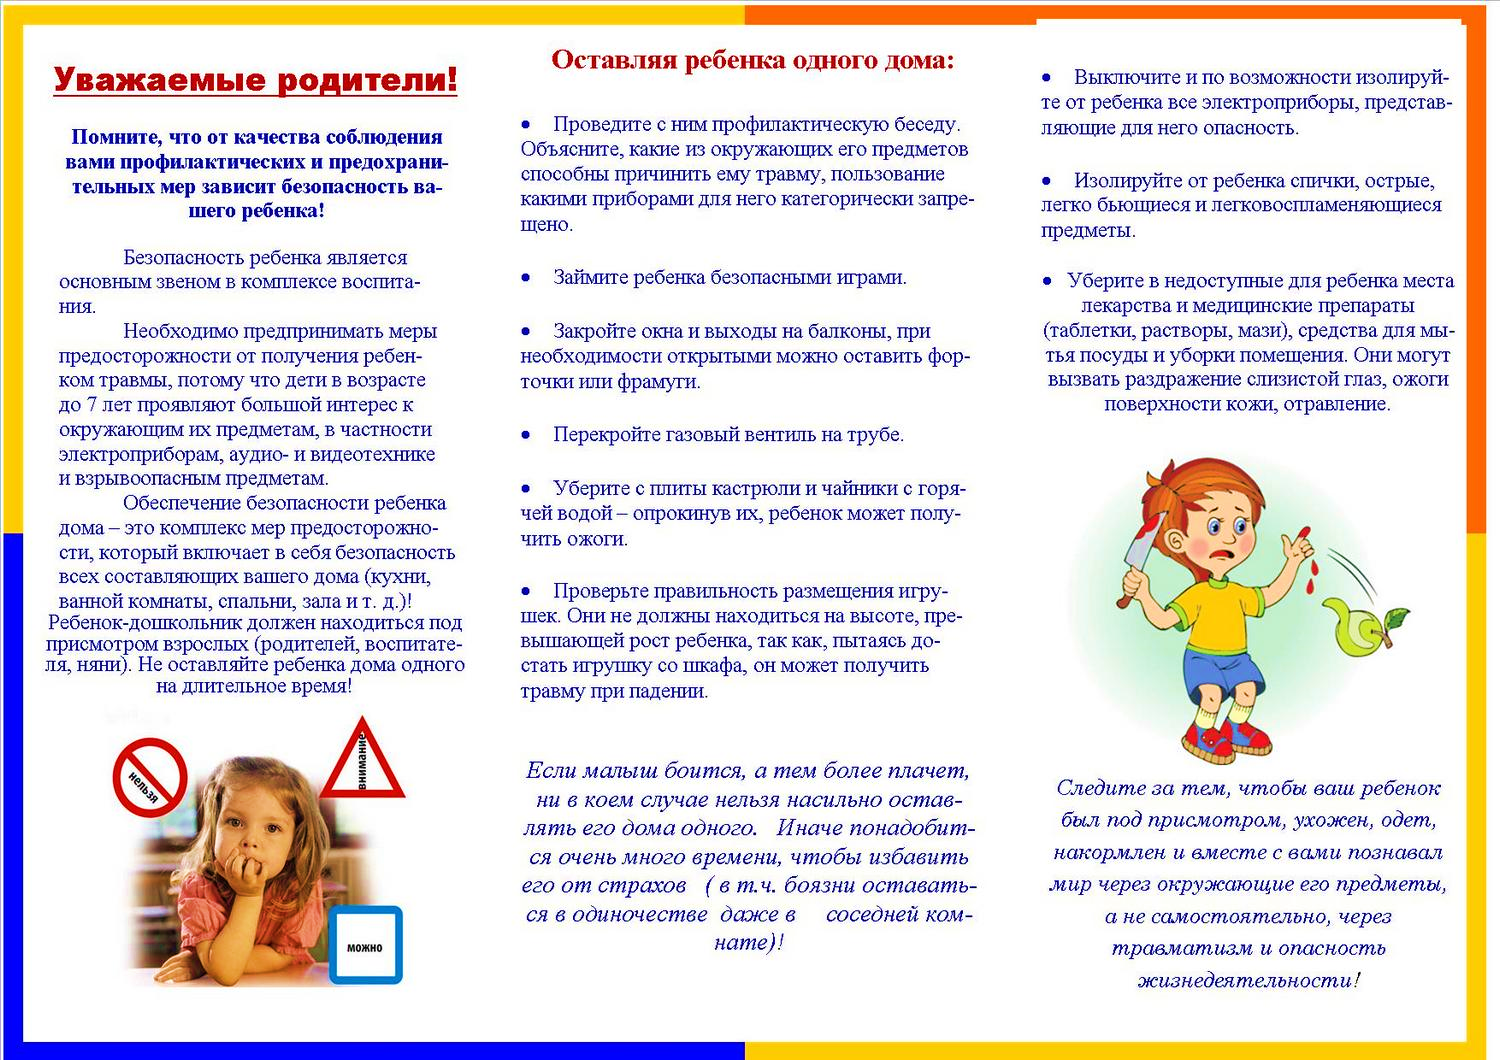 Уважаемые родители!
Помните, что от качества соблюдения
вами профилактических и предохрани-
тельных мер зависит безопасность ва-
шего ребенка!
Безопасность ребенка является
основным звеном в комплексе воспита-
ния.
Необходимо предпринимать меры
предосторожности от получения ребен-
ком травмы, потому что дети в возрасте
до 7 лет проявляют большой интерес к
окружающим их предметам, в частности
электроприборам, аудио- и видеотехнике
и взрывоопасным предметам.
Обеспечение безопасности ребенка
дома – это комплекс мер предосторожно-
сти, который включает в себя безопасность
всех составляющих вашего дома (кухни,
ванной комнаты, спальни, зала и т. д.)!
Ребенок-дошкольник должен находиться под
присмотром взрослых (родителей, воспитате-
ля, няни). Не оставляйте ребенка дома одного
на длительное время!
нельзя
внимание
можно
Оставляя ребенка одного дома:
• Проведите с ним профилактическую беседу.
Объясните, какие из окружающих его предметов
способны причинить ему травму, пользование
какими приборами для него категорически запре-
щено.
• Займите ребенка безопасными играми.
• Закройте окна и выходы на балконы, при
необходимости открытыми можно оставить фор-
точки или фрамуги.
• Перекройте газовый вентиль на трубе.
• Уберите с плиты кастрюли и чайники с горя-
чей водой – опрокинув их, ребенок может полу-
чить ожоги.
• Проверьте правильность размещения игру-
шек. Они не должны находиться на высоте, пре-
вышающей рост ребенка, так как, пытаясь до-
стать игрушку со шкафа, он может получить
травму при падении.
Если малыш боится, а тем более плачет,
ни в коем случае нельзя насильно остав-
лять его дома одного. Иначе понадобит-
ся очень много времени, чтобы избавить
его от страхов ( в т.ч. боязни оставать-
ся в одиночестве даже в соседней ком-
нате)!
• Выключите и по возможности изолируй-
те от ребенка все электроприборы, представ-
ляющие для него опасность.
• Изолируйте от ребенка спички, острые,
легко бьющиеся и легковоспламеняющиеся
предметы.
• Уберите в недоступные для ребенка места
лекарства и медицинские препараты
(таблетки, растворы, мази), средства для мы-
тья посуды и уборки помещения. Они могут
вызвать раздражение слизистой глаз, ожоги
поверхности кожи, отравление.
Следите за тем, чтобы ваш ребенок
был под присмотром, ухожен, одет,
накормлен и вместе с вами познавал
мир через окружающие его предметы,
а не самостоятельно, через
травматизм и опасность
жизнедеятельности!